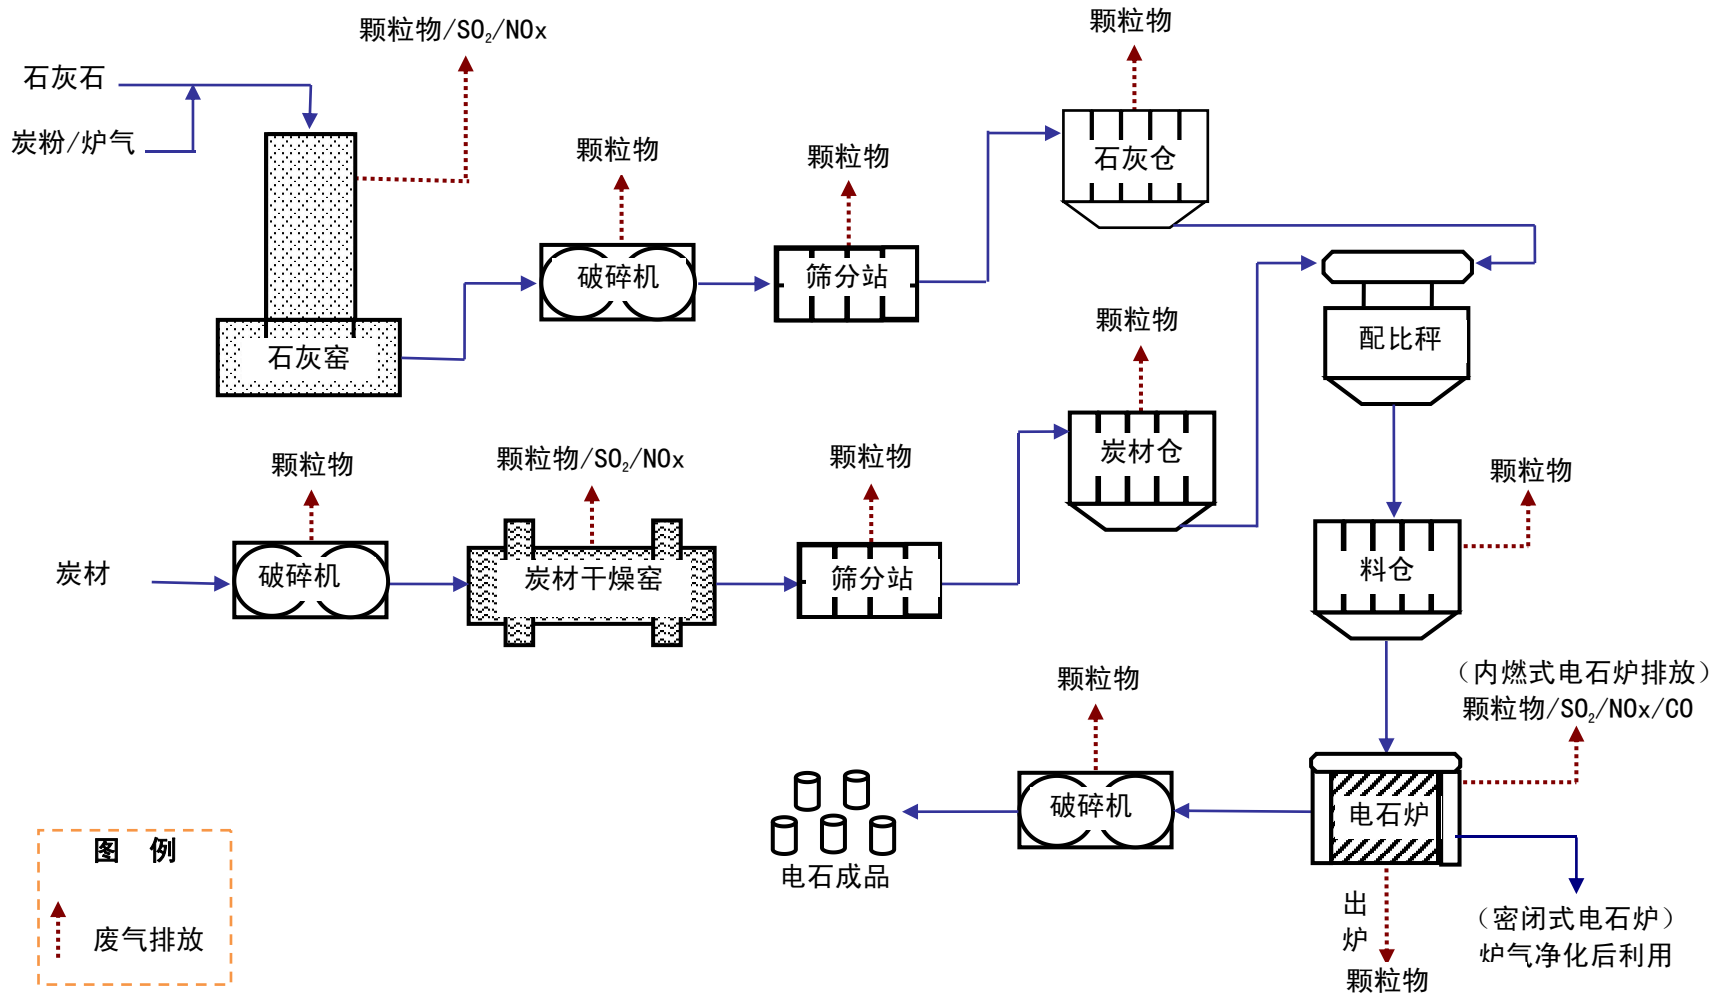 颗粒物/SO₂/NOx
颗粒物
石灰石
炭粉/炉气
颗粒物
颗粒物
石灰仓
破碎机
筛分站
石灰窑
颗粒物
配比秤
颗粒物
颗粒物/SO₂/NOx
颗粒物
炭材仓
颗粒物
炭材
破碎机
炭材干燥窑
筛分站
料仓
颗粒物
（内燃式电石炉排放）
颗粒物/SO₂/NOx/CO
破碎机
电石炉
电石成品
出
炉
（密闭式电石炉）
炉气净化后利用
颗粒物
图 例
废气排放